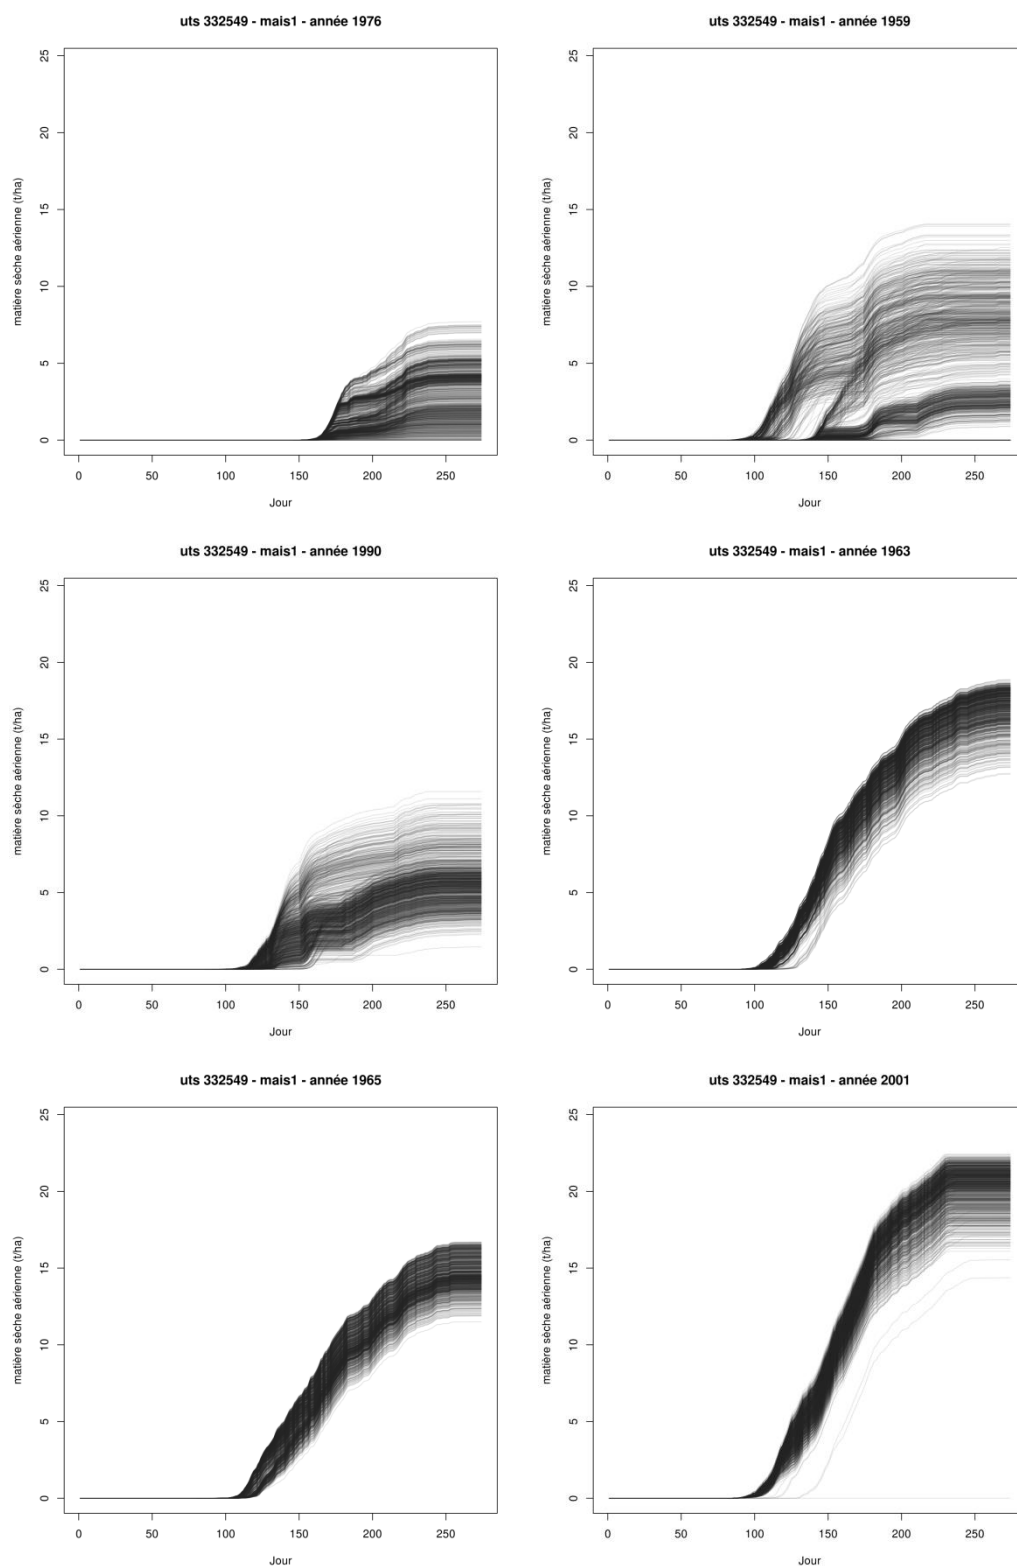 uts 332549 - mais1 - année 1976
matière sèche aérienne (t/ha)
25
20
15
10
5
0
0 50 100 150 200 250
Jour
uts 332549 - mais1 - année 1959
matière sèche aérienne (t/ha)
25
20
15
10
5
0
0 50 100 150 200 250
Jour
uts 332549 - mais1 - année 1990
matière sèche aérienne (t/ha)
25
20
15
10
5
0
0 50 100 150 200 250
Jour
uts 332549 - mais1 - année 1963
matière sèche aérienne (t/ha)
25
20
15
10
5
0
0 50 100 150 200 250
Jour
uts 332549 - mais1 - année 1965
matière sèche aérienne (t/ha)
25
20
15
10
5
0
0 50 100 150 200 250
Jour
uts 332549 - mais1 - année 2001
matière sèche aérienne (t/ha)
25
20
15
10
5
0
0 50 100 150 200 250
Jour